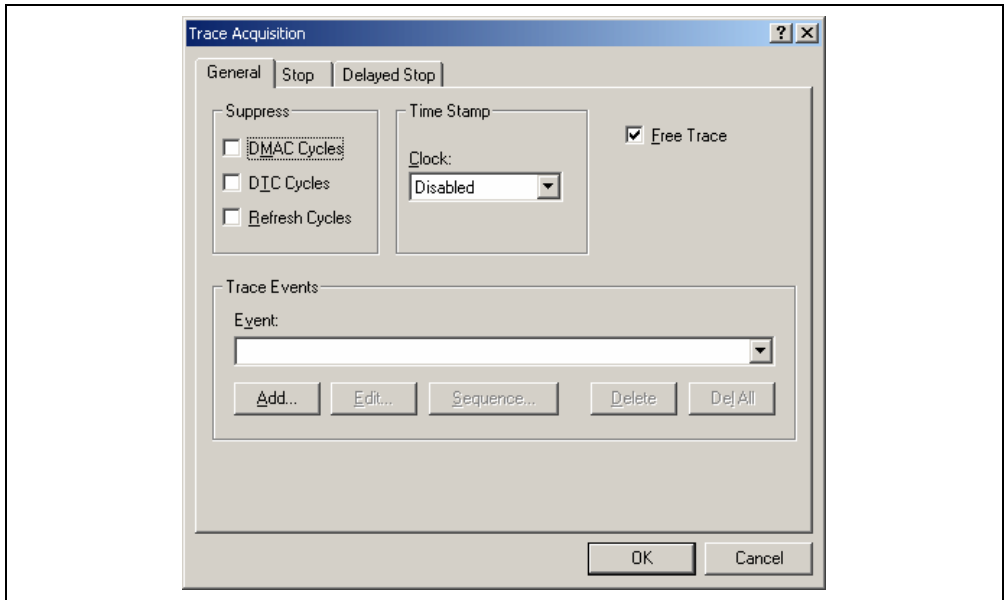 Trace Acquisition
General Stop Delayed Stop
Suppress
DMAC Cycles
DTC Cycles
Refresh Cycles
Time Stamp
Clock:
Disabled
Free Trace
Trace Events
Event:
Add... Edit... Sequence... Delete Del All
OK Cancel